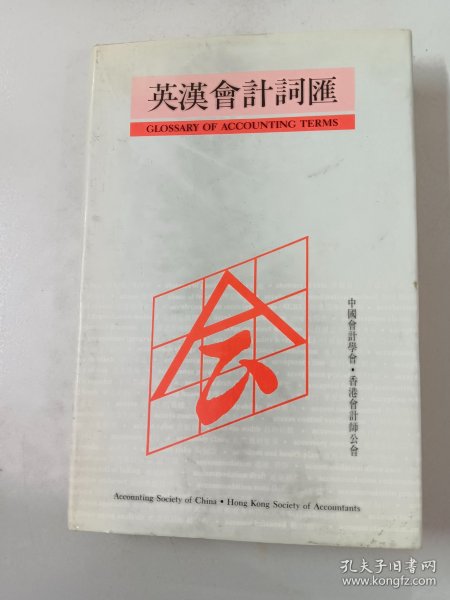 英漢會計詞匯
GLOSSARY OF ACCOUNTING TERMS
会
中國會計學會·香港會計師公會
Accounting Society of China • Hong Kong Society of Accountants
孔夫子旧书网
www.kongfz.com